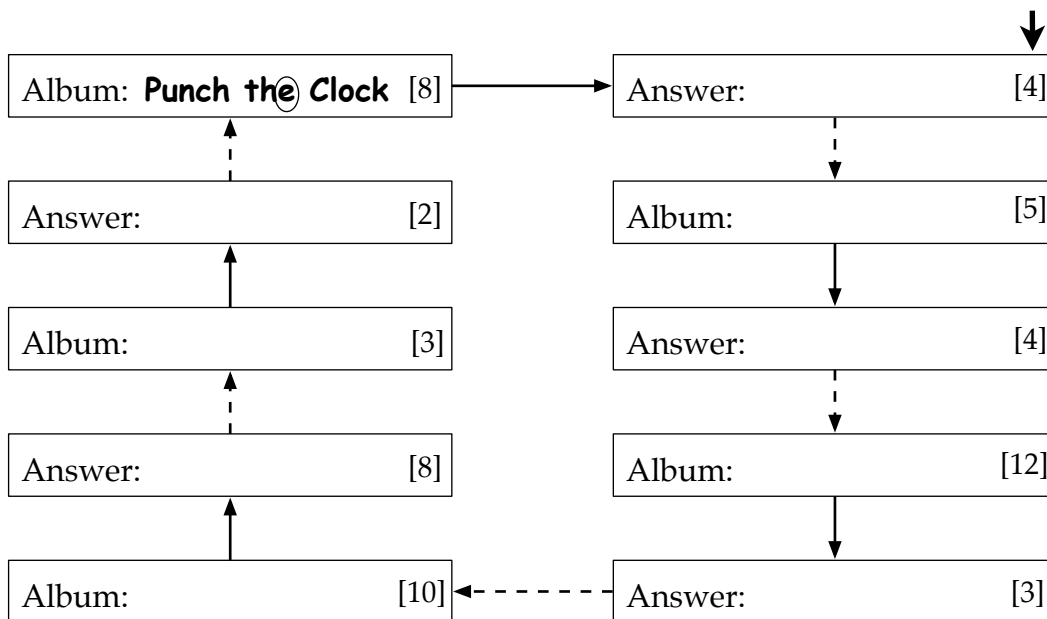 Album: Punch the Clock [8]
Answer: [4]
Answer: [2]
Album: [5]
Album: [3]
Answer: [4]
Answer: [8]
Album: [12]
Album: [10]
Answer: [3]